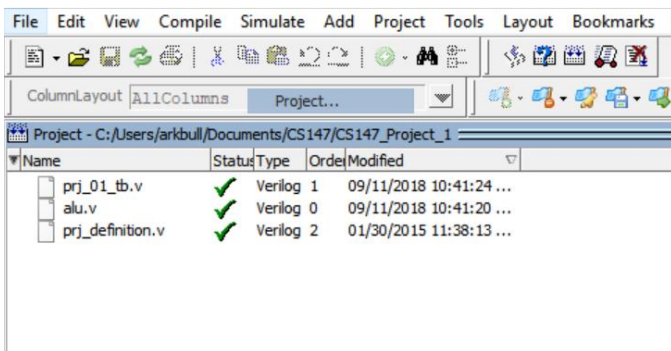 File Edit View Compile Simulate Add Project Tools Layout Bookmarks
ColumnLayout AllColumns Project...
Project - C:/Users/arkbull/Documents/CS147/CS147_Project_1
Name Status Type Order Modified
prj_01_tb.v Verilog 1 09/11/2018 10:41:24 ...
alu.v Verilog 0 09/11/2018 10:41:20 ...
prj_definition.v Verilog 2 01/30/2015 11:38:13 ...